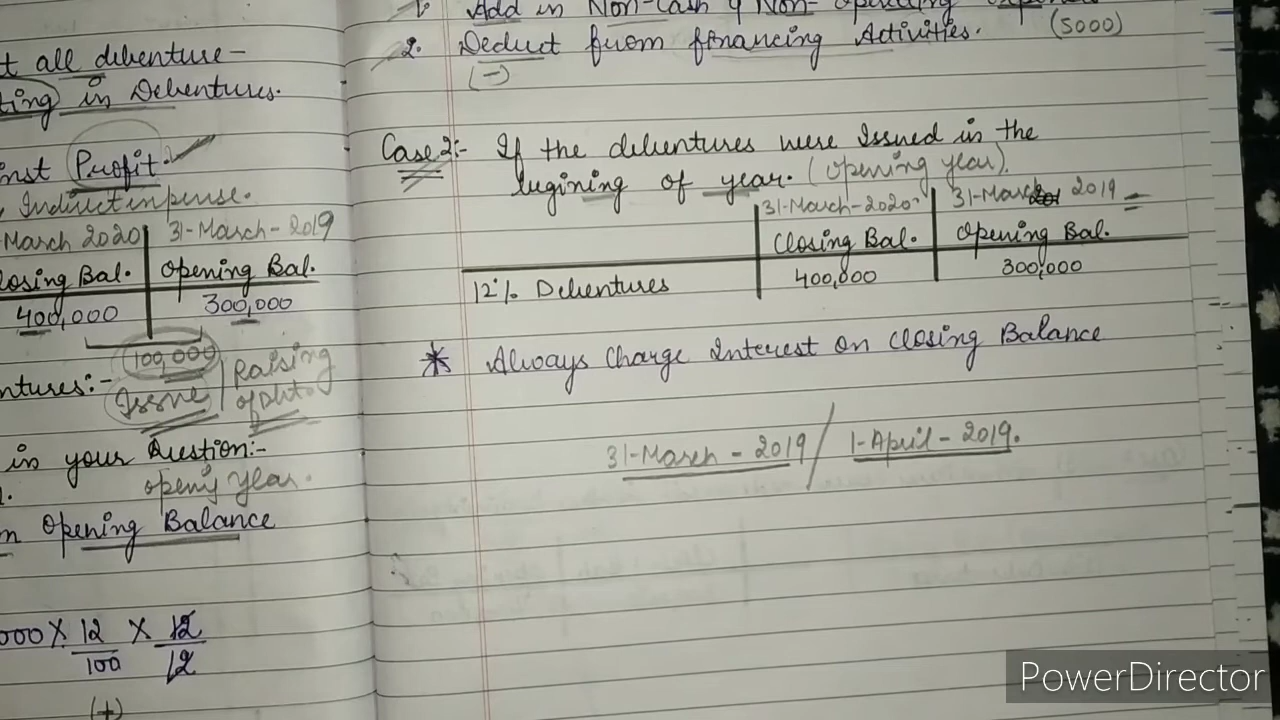 t all debenture -
ting in Debentures.
inst Profit.
Indirect expense.
March 2020 31-March-2019
losing Bal. Opening Bal.
400,000 300,000
100,000
ntures:- Issue / Raising
of
in your Question:-
opening year.
n Opening Balance
000 X 12/100 X 12/12
(+)
Add in Non-Cash & Non-Operating
2. Deduct from financing Activities. (5000)
(-)
Case 2:- If the debentures were Issued in the
begining of year. (opening year).
31-March-2020 31-March 2019
Closing Bal. Opening Bal.
12% Debentures 400,000 300,000
* Always Charge Interest on Closing Balance
31-March-2019 / 1-April-2019.
PowerDirector